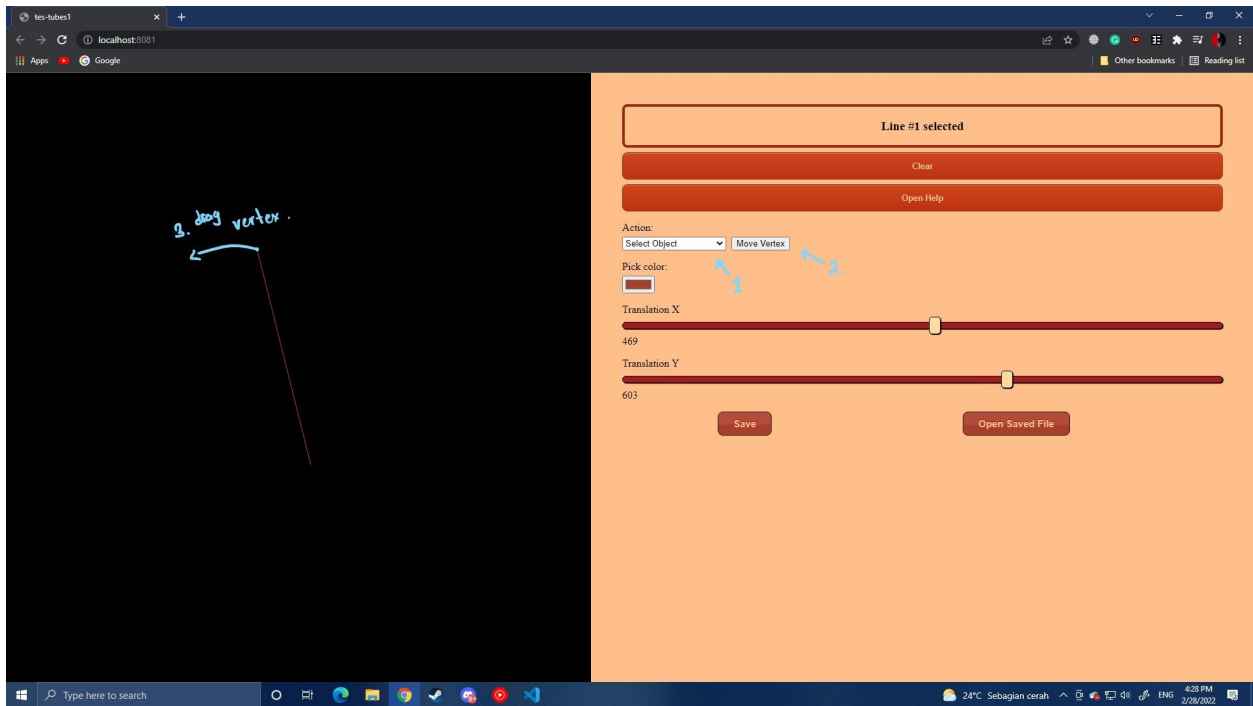 tes-tubes1
localhost:8081
Apps
Google
Other bookmarks
Reading list
Line #1 selected
Clear
Open Help
3. drag vertex.
Action:
Select Object
Move Vertex
1
2.
Pick color:
Translation X
469
Translation Y
603
Save
Open Saved File
Type here to search
24°C Sebagian cerah
ENG
4:28 PM
2/28/2022